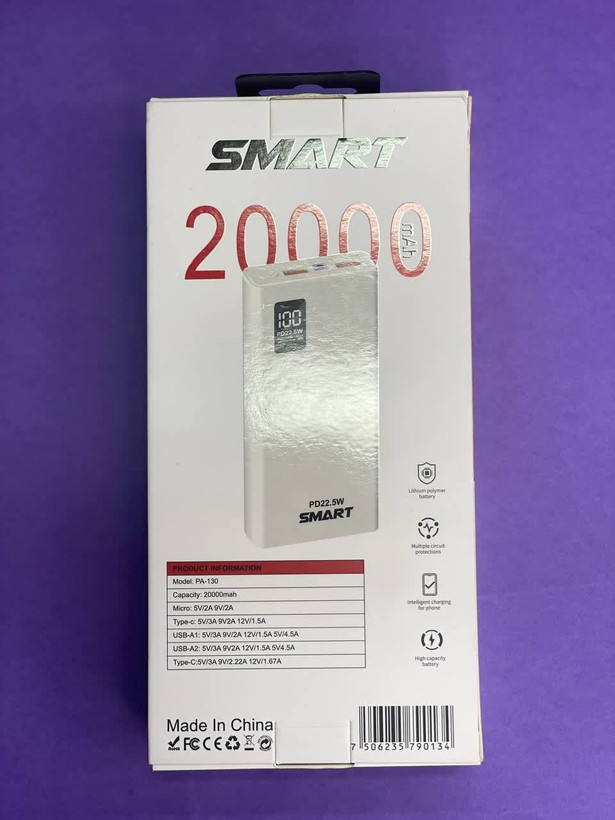 SMART
20000
mAh
100
PD22.5W
PD22.5W
SMART
Lithium polymer
battery
Multiple circuit
protections
Intelligent charging
for phone
High-capacity
battery
PRODUCT INFORMATION
Model: PA-130
Capacity: 20000mah
Micro: 5V/2A 9V/2A
Type-c: 5V/3A 9V2A 12V/1.5A
USB-A1: 5V/3A 9V/2A 12V/1.5A 5V/4.5A
USB-A2: 5V/3A 9V2A 12V/1.5A 5V4.5A
Type-C:5V/3A 9V/2.22A 12V/1.67A
Made In China
FC CE
7 506235 790134